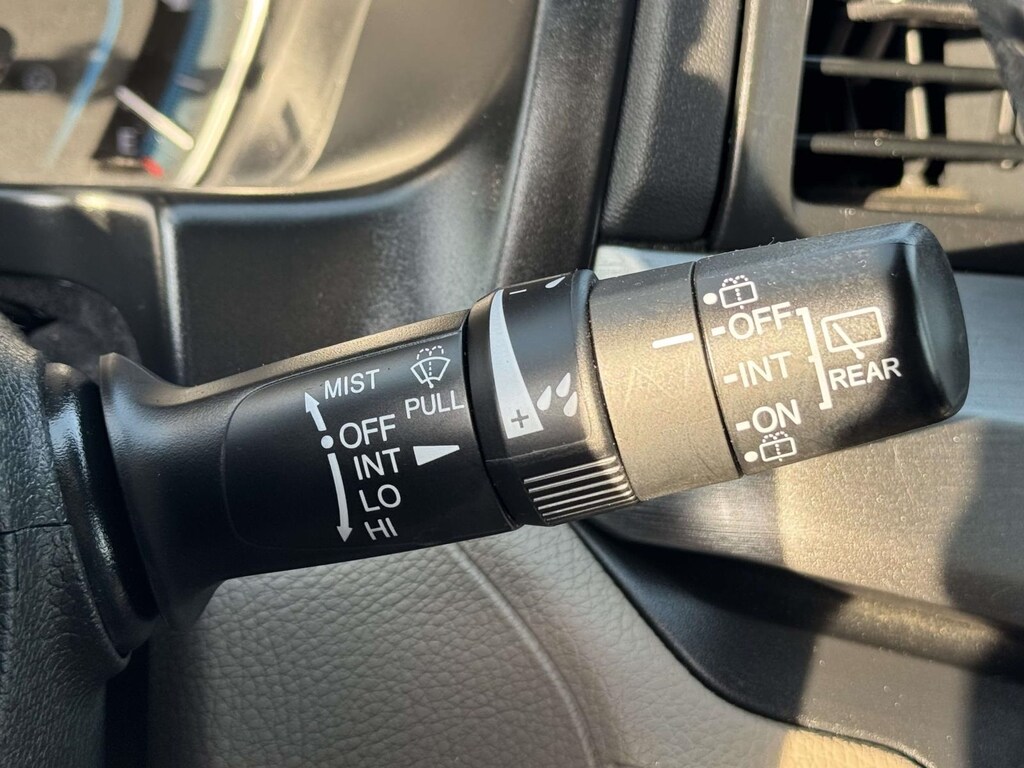 E
MIST
PULL
OFF
INT
LO
HI
- 
+
-OFF
-INT
-ON
REAR